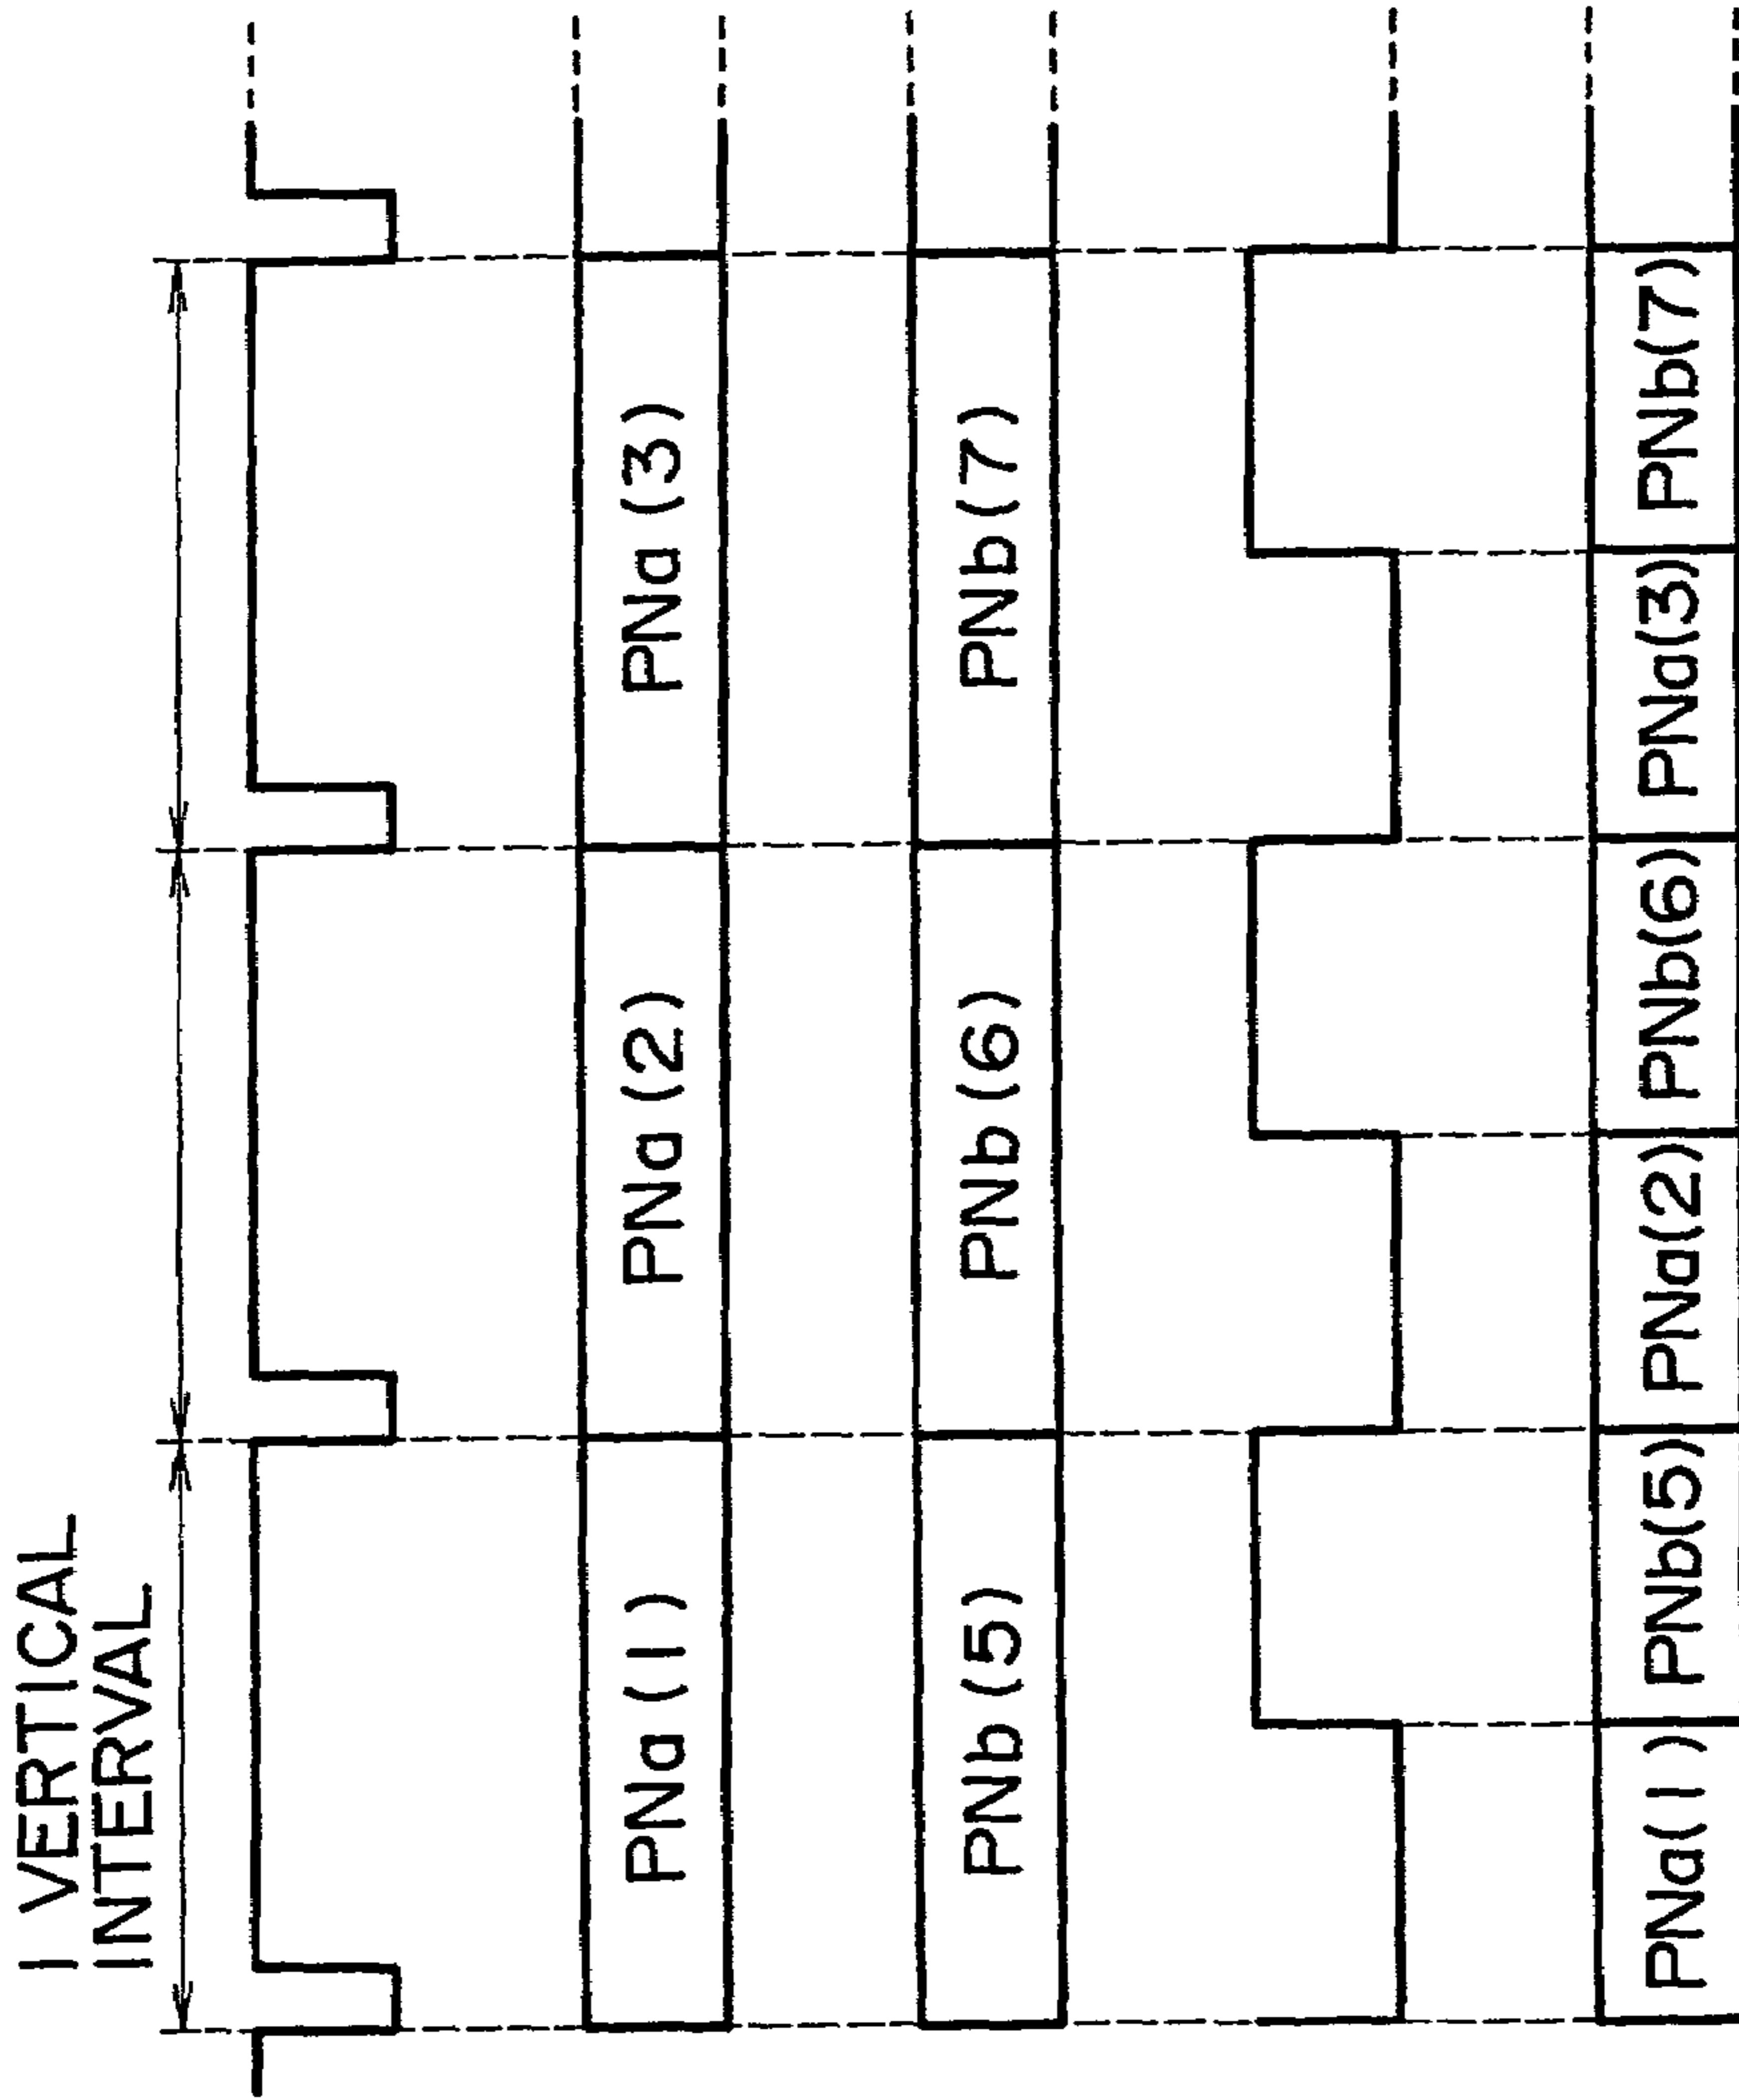 1 VERTICAL
INTERVAL
PNa (1)
PNa (2)
PNa (3)
PNb (5)
PNb (6)
PNb (7)
PNa(1)
PNb(5)
PNa(2)
PNb(6)
PNa(3)
PNb(7)